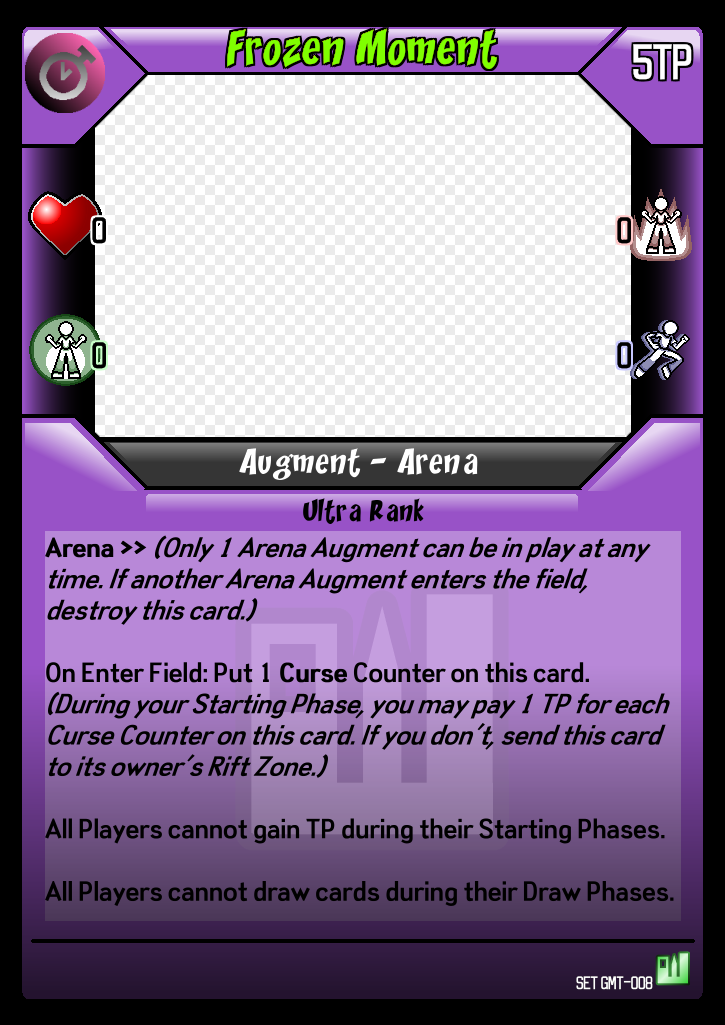 Frozen Moment
5TP
0
0
0
0
Augment - Arena
Ultra Rank
Arena >> (Only 1 Arena Augment can be in play at any
time. If another Arena Augment enters the field,
destroy this card.)
On Enter Field: Put 1 Curse Counter on this card.
(During your Starting Phase, you may pay 1 TP for each
Curse Counter on this card. If you don't, send this card
to its owner's Rift Zone.)
All Players cannot gain TP during their Starting Phases.
All Players cannot draw cards during their Draw Phases.
SET GMT-008